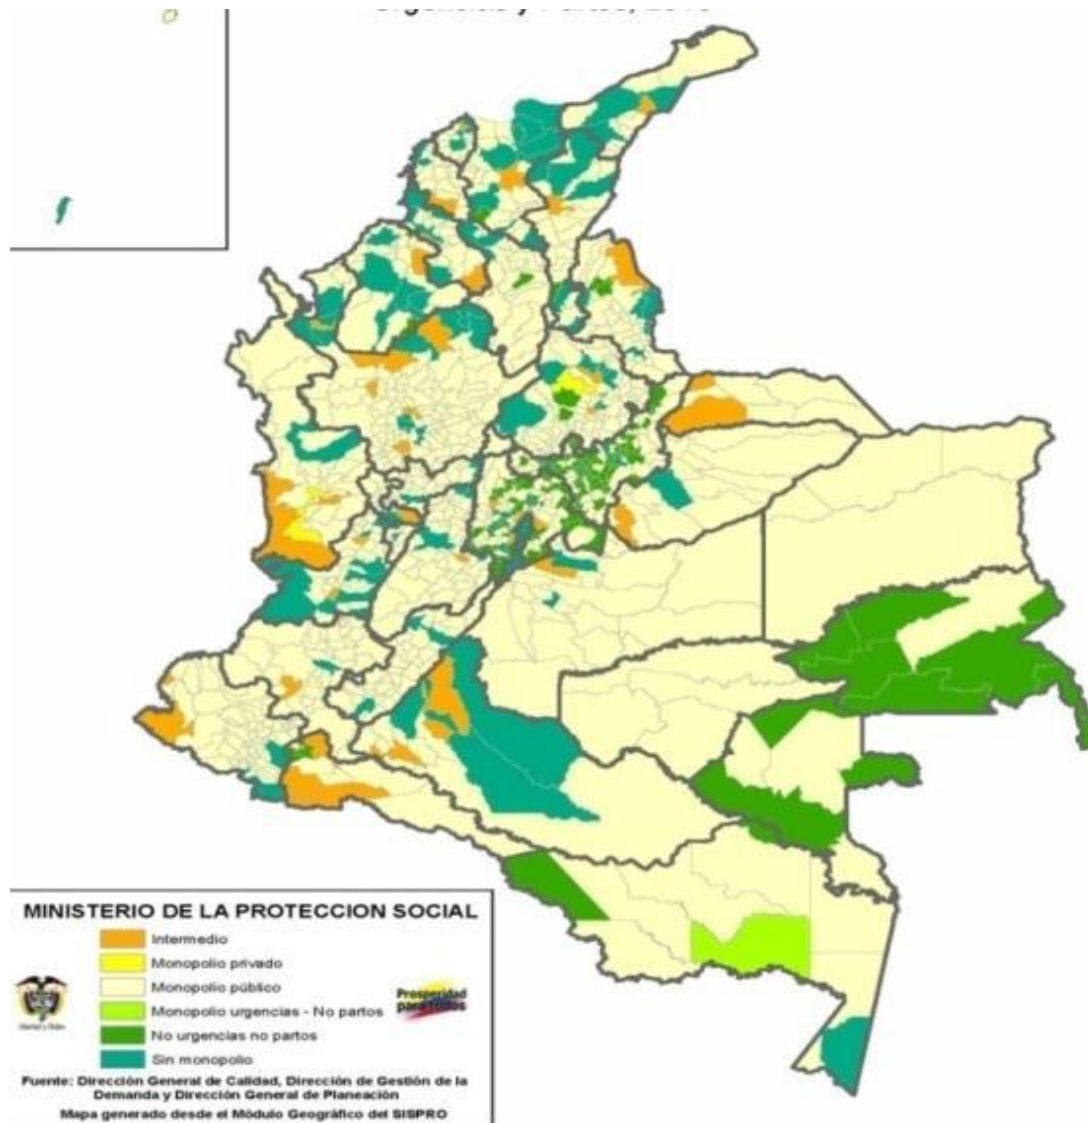 MINISTERIO DE LA PROTECCION SOCIAL
Intermedio
Monopolio privado
Monopolio público
Monopolio urgencias - No partos
No urgencias no partos
Sin monopolio
Prosperidad
para todos
Libertad y Orden
Fuente: Dirección General de Calidad, Dirección de Gestión de la
Demanda y Dirección General de Planeación
Mapa generado desde el Módulo Geográfico del SISPRO